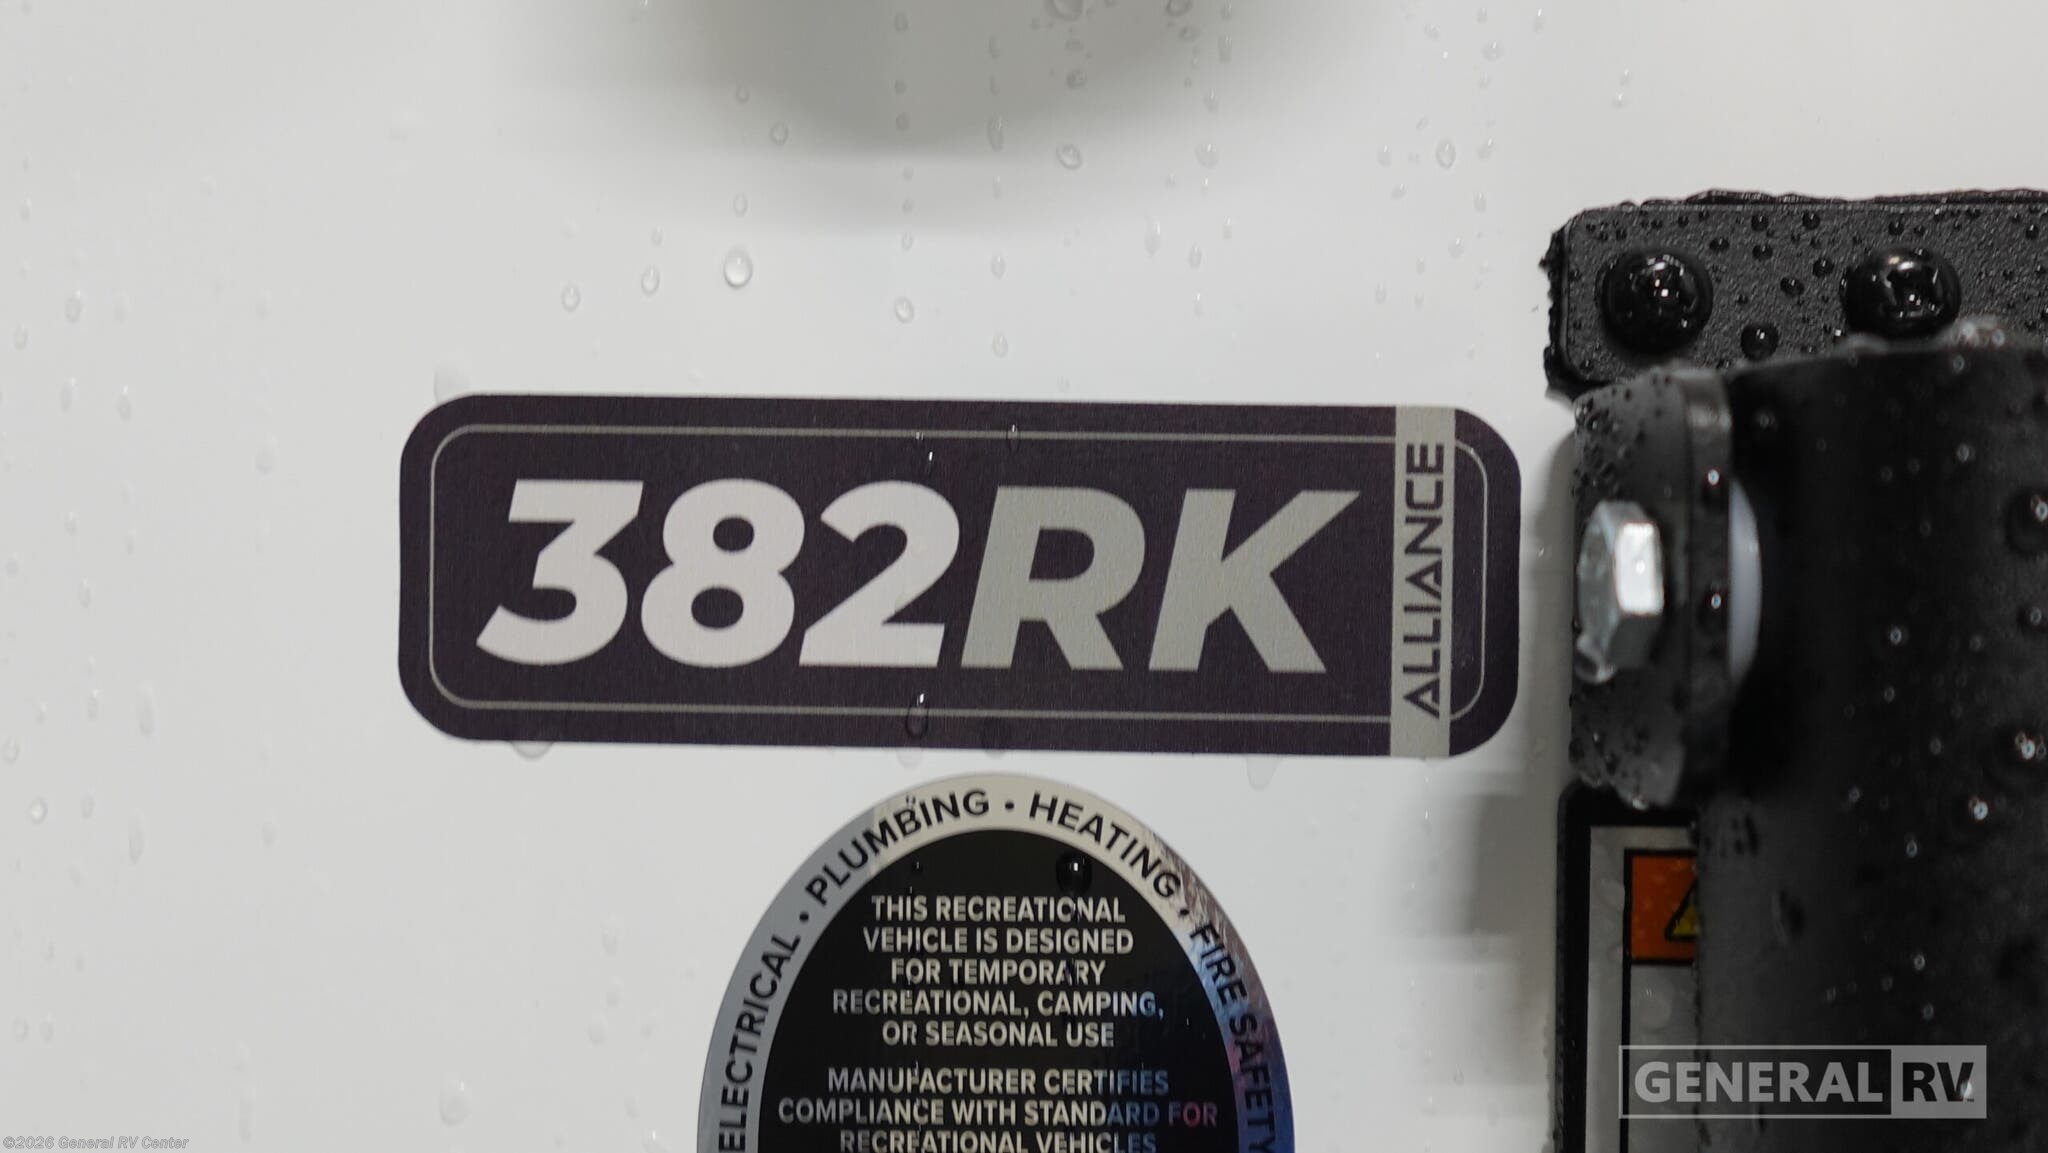 382RK
ALLIANCE
ELECTRICAL • PLUMBING • HEATING • FIRE SAFETY
THIS RECREATIONAL
VEHICLE IS DESIGNED
FOR TEMPORARY
RECREATIONAL, CAMPING,
OR SEASONAL USE
MANUFACTURER CERTIFIES
COMPLIANCE WITH STANDARD FOR
RECREATIONAL VEHICLES
GENERAL RV
©2026 General RV Center